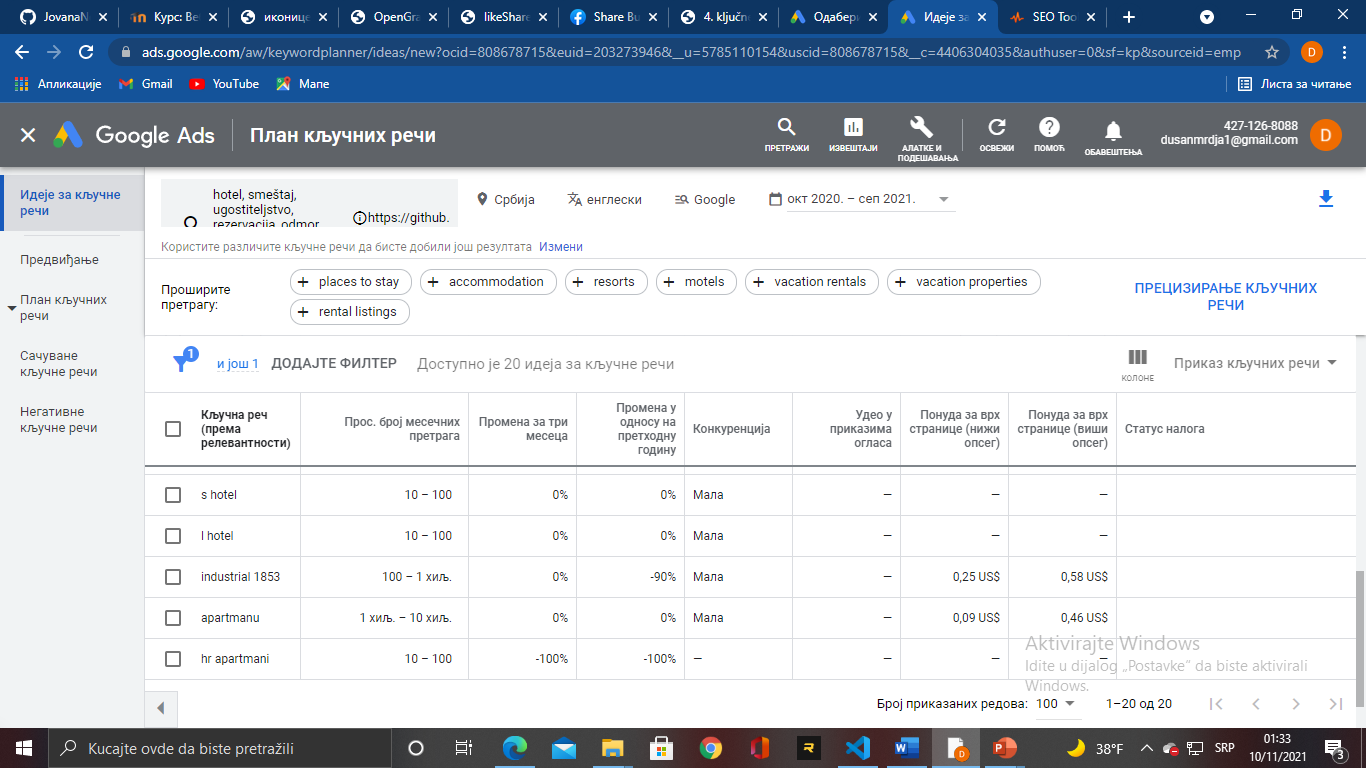 JovanaN
Курс: Ве
иконице
OpenGra
likeShare
Share Bu
4. ključn
Одабери
Идеје за
SEO Too
ads.google.com/aw/keywordplanner/ideas/new?ocid=808678715&euid=203273946&__u=5785110154&uscid=808678715&__c=4406304035&authuser=0&sf=kp&sourceid=emp
D
Апликације
Gmail
YouTube
Мапе
Листа за читање
Google Ads
План кључних речи
ПРЕТРАЖИ
ИЗВЕШТАЈИ
АЛАТКЕ И
ПОДЕШАВАЊА
ОСВЕЖИ
ПОМОЋ
ОБАВЕШТЕЊА
427-126-8088
dusanmrdja1@gmail.com
D
Идеје за кључне
речи
Предвиђање
План кључних
речи
Сачуване
кључне речи
Негативне
кључне речи
hotel, smeštaj,
ugostiteljstvo,
rezervacija, odmor
https://github.
Србија
енглески
Google
окт 2020. – сеп 2021.
Користите различите кључне речи да бисте добили још резултата Измени
Проширите
претрагу:
places to stay
accommodation
resorts
motels
vacation rentals
vacation properties
rental listings
ПРЕЦИЗИРАЊЕ КЉУЧНИХ
РЕЧИ
1
и још 1
ДОДАЈТЕ ФИЛТЕР
Доступно је 20 идеја за кључне речи
КОЛОНЕ
Приказ кључних речи
Кључна реч
(према
релевантности)
Прос. број месечних
претрага
Промена за три
месеца
Промена у
односу на
претходну
годину
Конкуренција
Удео у
приказима
огласа
Понуда за врх
странице (нижи
опсег)
Понуда за врх
странице (виши
опсег)
Статус налога
s hotel 10 – 100 0% 0% Мала – – –
l hotel 10 – 100 0% 0% Мала – – –
industrial 1853 100 – 1 хиљ. 0% -90% Мала – 0,25 US$ 0,58 US$
apartmanu 1 хиљ. – 10 хиљ. 0% 0% Мала – 0,09 US$ 0,46 US$
hr apartmani 10 – 100 -100% -100% – – – –
Aktivirajte Windows
Idite u dijalog „Postavke“ da biste aktivirali
Windows.
Број приказаних редова: 100
1–20 од 20
Kucajte ovde da biste pretražili
38°F
SRP
01:33
10/11/2021
3